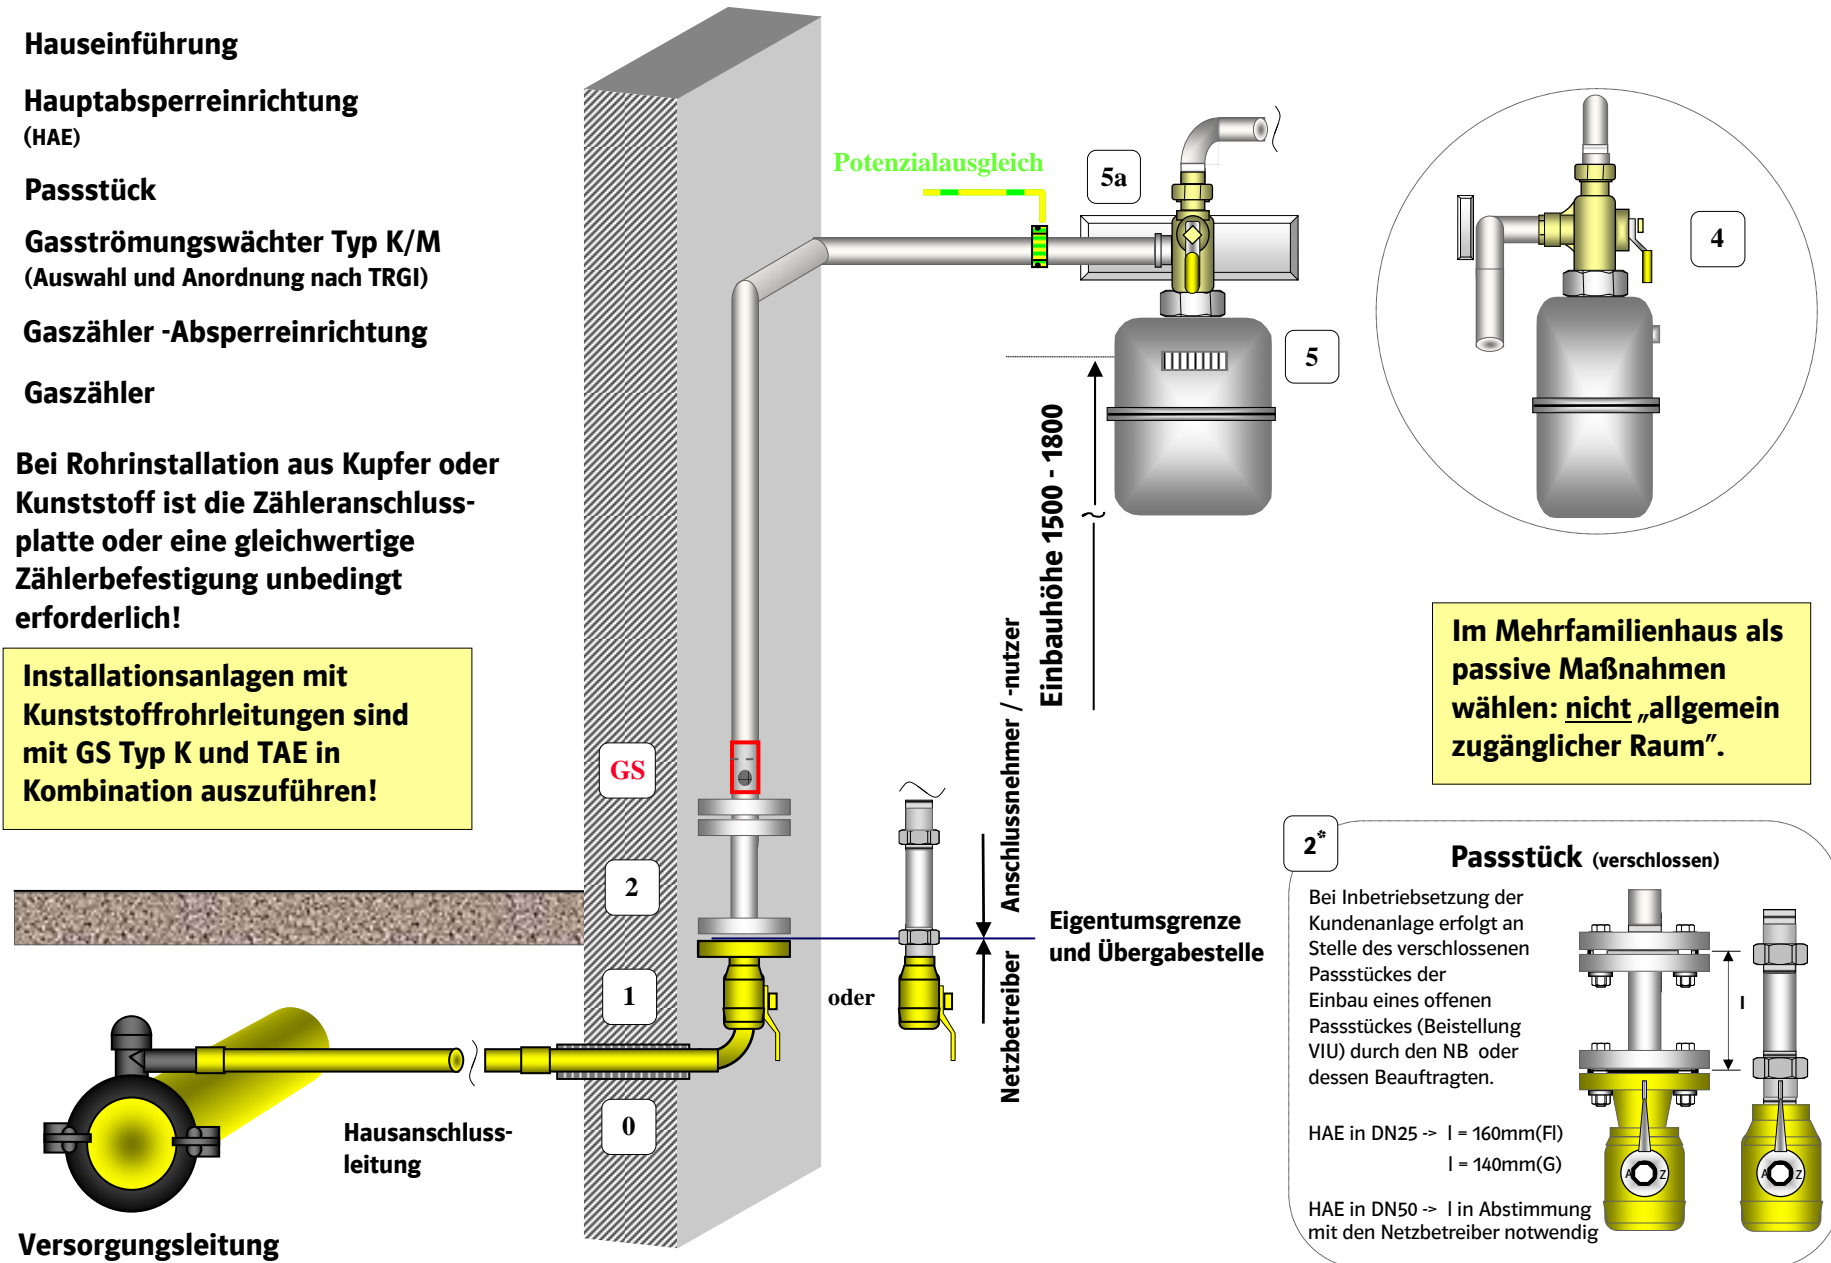 Hauseinführung
Hauptabsperreinrichtung
(HAE)
Passstück
Gasströmungswächter Typ K/M
(Auswahl und Anordnung nach TRGI)
Gaszähler -Absperreinrichtung
Gaszähler
Bei Rohrinstallation aus Kupfer oder
Kunststoff ist die Zähleranschluss-
platte oder eine gleichwertige
Zählerbefestigung unbedingt
erforderlich!
Installationsanlagen mit
Kunststoffrohrleitungen sind
mit GS Typ K und TAE in
Kombination auszuführen!
Potenzialausgleich
5a
5
4
Einbauhöhe 1500 - 1800
Im Mehrfamilienhaus als
passive Maßnahmen
wählen: nicht „allgemein
zugänglicher Raum".
GS
2
1
0
oder
Anschlussnehmer / -nutzer
Netzbetreiber
Eigentumsgrenze
und Übergabestelle
Hausanschluss-
leitung
Versorgungsleitung
2*
Passstück (verschlossen)
Bei Inbetriebsetzung der
Kundenanlage erfolgt an
Stelle des verschlossenen
Passstückes der
Einbau eines offenen
Passstückes (Beistellung
VIU) durch den NB oder
dessen Beauftragten.
HAE in DN25 -> l = 160mm(Fl)
l = 140mm(G)
HAE in DN50 -> l in Abstimmung
mit den Netzbetreiber notwendig
l
A Z
A Z